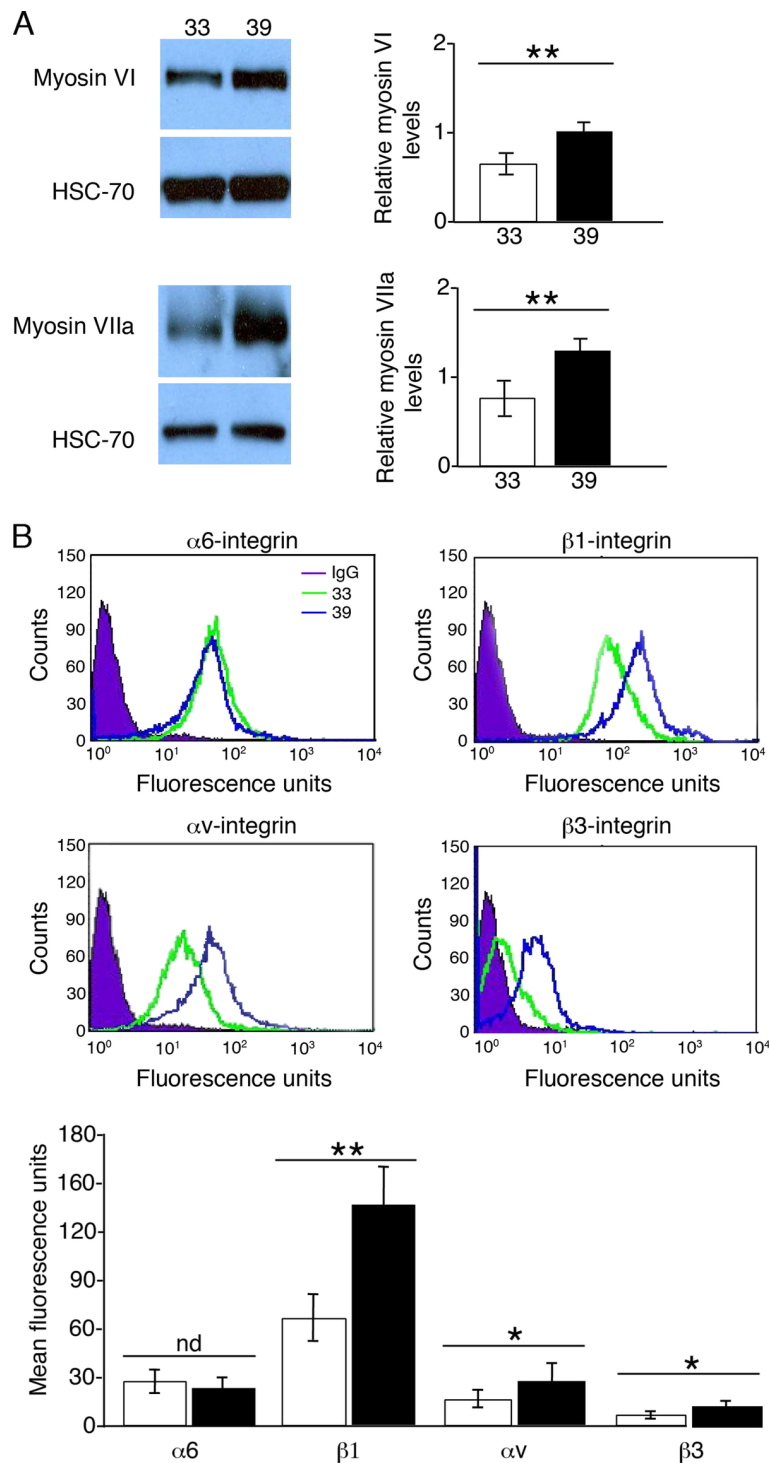 A
33 39
Myosin VI
HSC-70
Relative myosin VI
levels
2
1
0
**
33 39
Myosin VIIa
HSC-70
Relative myosin VIIa
levels
2
1
0
**
33 39
B
α6-integrin
Counts
150
120
90
60
30
0
IgG
33
39
10⁰ 10¹ 10² 10³ 10⁴
Fluorescence units
β1-integrin
Counts
150
120
90
60
30
0
10⁰ 10¹ 10² 10³ 10⁴
Fluorescence units
αv-integrin
Counts
150
120
90
60
30
0
10⁰ 10¹ 10² 10³ 10⁴
Fluorescence units
β3-integrin
Counts
150
120
90
60
30
0
10⁰ 10¹ 10² 10³ 10⁴
Fluorescence units
Mean fluorescence units
180
160
120
90
60
30
0
nd
**
*
*
α6 β1 αv β3